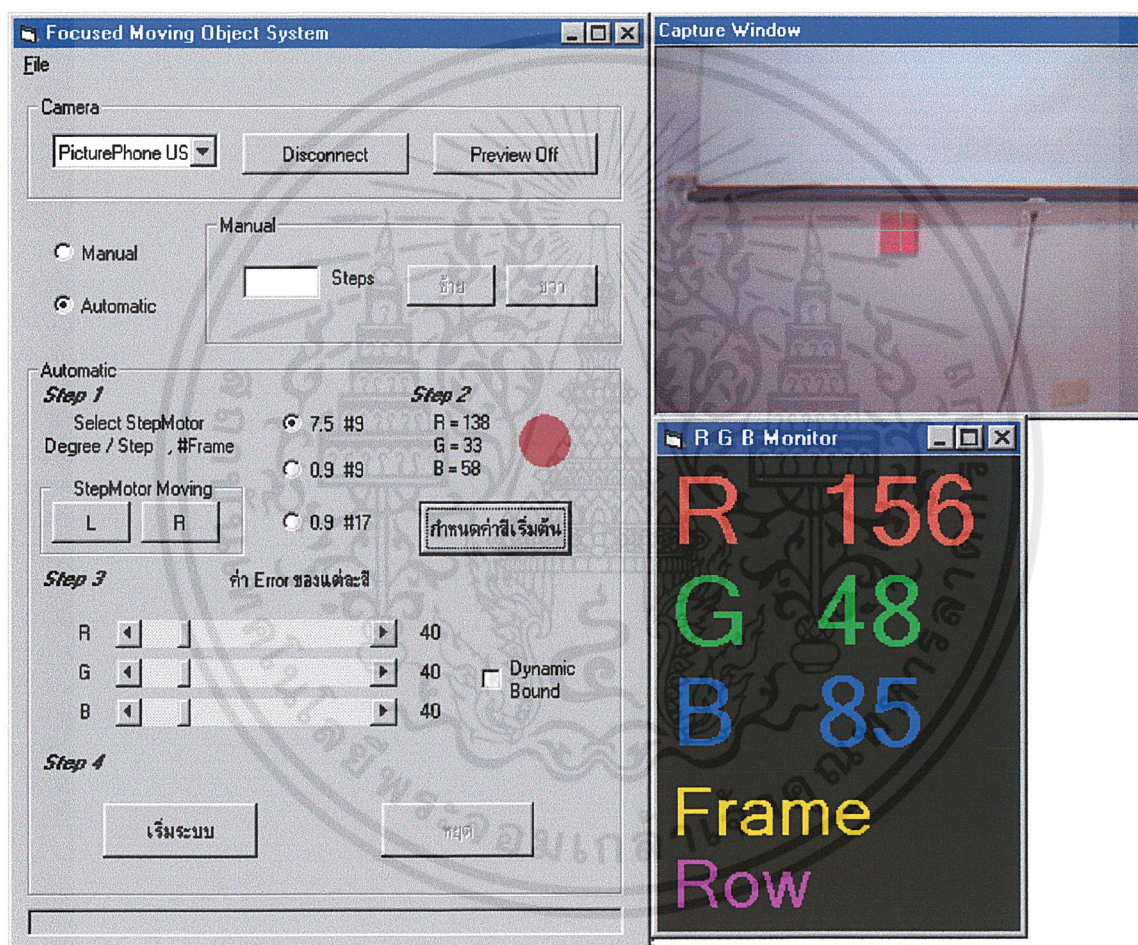 Focused Moving Object System
File
Camera
PicturePhone US
Disconnect
Preview Off
Manual
Automatic
Manual
Steps
ซ้าย
ขวา
Automatic
Step 1
Select StepMotor
Degree / Step , #Frame
StepMotor Moving
L
R
7.5 #9
0.9 #9
0.9 #17
Step 2
R = 138
G = 33
B = 58
กำหนดค่าสีเริ่มต้น
Step 3
ค่า Error ของแต่ละสี
R
40
G
40
B
40
Dynamic
Bound
Step 4
เริ่มระบบ
หยุด
Capture Window
R G B Monitor
R 156
G 48
B 85
Frame
Row